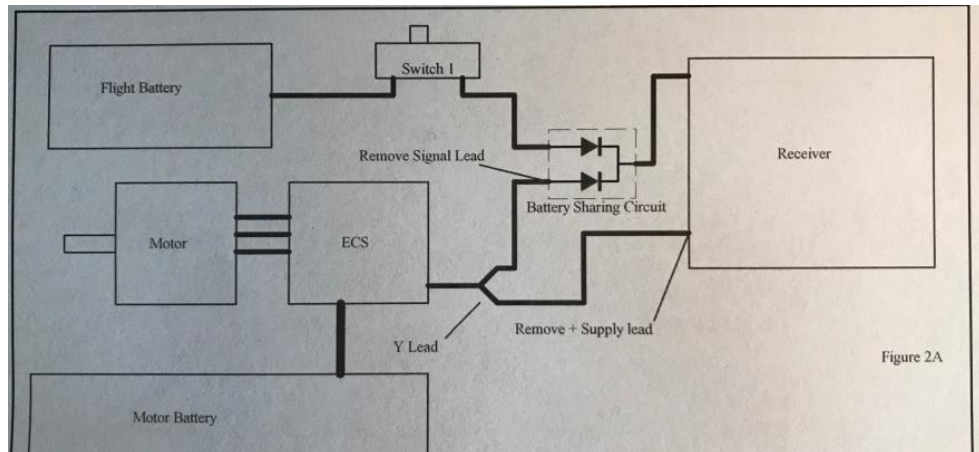 Flight Battery
Switch 1
Receiver
Remove Signal Lead
Battery Sharing Circuit
Motor
ECS
Remove + Supply lead
Y Lead
Figure 2A
Motor Battery